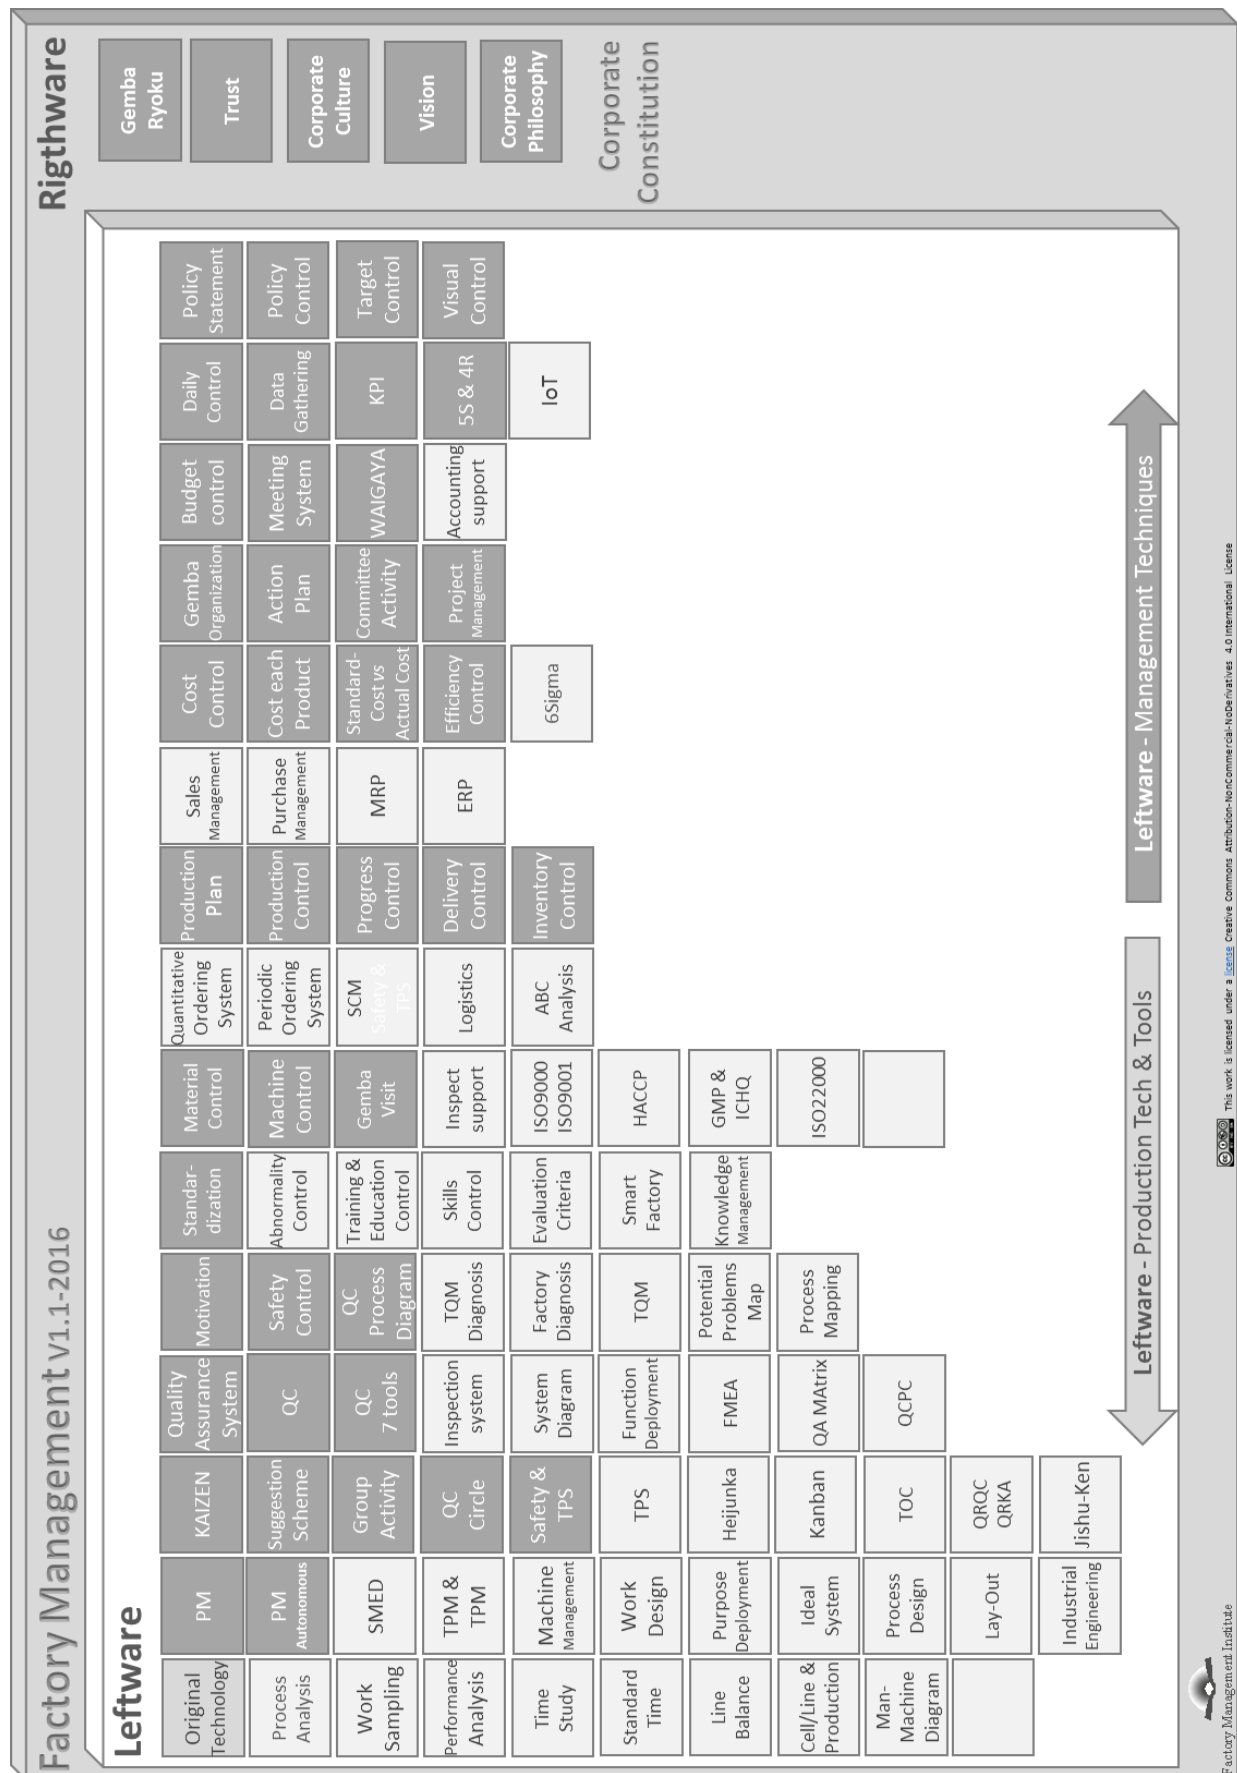 Factory Management v1.1-2016
Rigthware
Gemba
Ryoku
Trust
Corporate
Culture
Vision
Corporate
Philosophy
Corporate
Constitution
Leftware
Original
Technology
PM
KAIZEN
Quality
Assurance
System
Motivation
Standar-
dization
Material
Control
Quantitative
Ordering
System
Production
Plan
Sales
Management
Cost
Control
Gemba
Organization
Budget
control
Daily
Control
Policy
Statement
Process
Analysis
PM
Autonomous
Suggestion
Scheme
QC
Safety
Control
Abnormality
Control
Machine
Control
Periodic
Ordering
System
Production
Control
Purchase
Management
Cost each
Product
Action
Plan
Meeting
System
Data
Gathering
Policy
Control
Work
Sampling
SMED
Group
Activity
QC
7 tools
QC
Process
Diagram
Training &
Education
Control
Gemba
Visit
SCM
Safety &
TPS
Progress
Control
MRP
Standard-
Cost vs
Actual Cost
Committee
Activity
WAIGAYA
KPI
Target
Control
Performance
Analysis
TPM &
TPM
QC
Circle
Inspection
system
TQM
Diagnosis
Skills
Control
Inspect
support
Logistics
Delivery
Control
ERP
Efficiency
Control
Project
Management
Accounting
support
5S & 4R
Visual
Control
Time
Study
Machine
Management
Safety &
TPS
System
Diagram
Factory
Diagnosis
Evaluation
Criteria
ISO9000
ISO9001
ABC
Analysis
Inventory
Control
6Sigma
IoT
Standard
Time
Work
Design
TPS
Function
Deployment
TQM
Smart
Factory
HACCP
Line
Balance
Purpose
Deployment
Heijunka
FMEA
Potential
Problems
Map
Knowledge
Management
GMP &
ICHQ
Cell/Line &
Production
Ideal
System
Kanban
QA MAtrix
Process
Mapping
ISO22000
Man-
Machine
Diagram
Process
Design
TOC
QCPC
Lay-Out
QRQC
QRKA
Industrial
Engineering
Jishu-Ken
Leftware - Production Tech & Tools
Leftware - Management Techniques
Factory Management Institute
This work is licensed under a license Creative Commons Attribution-NonCommercial-NoDerivatives 4.0 International License